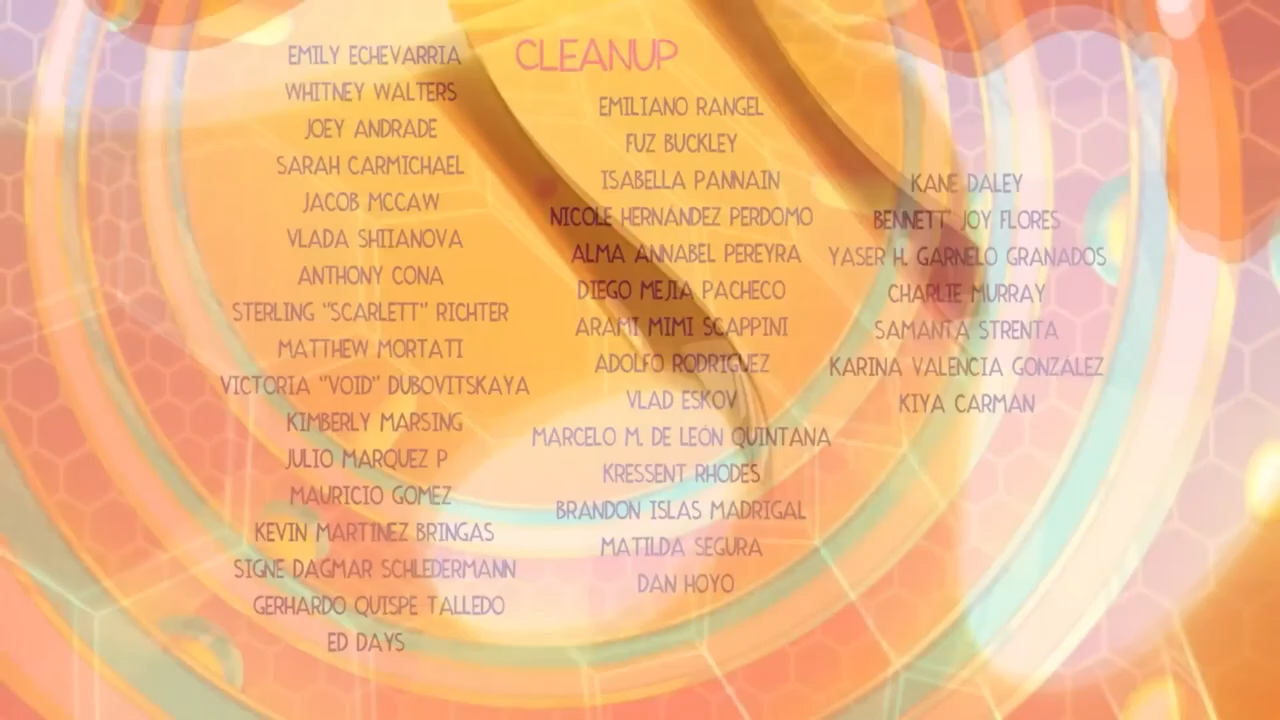 CLEANUP
EMILY ECHEVARRIA
WHITNEY WALTERS
JOEY ANDRADE
SARAH CARMICHAEL
JACOB MCCAW
VLADA SHIIANOVA
ANTHONY CONA
STERLING "SCARLETT" RICHTER
MATTHEW MORTATI
VICTORIA "VOID" DUBOVITSKAYA
KIMBERLY MARSING
JULIO MARQUEZ P
MAURICIO GOMEZ
KEVIN MARTINEZ BRINGAS
SIGNE DAGMAR SCHLEDERMANN
GERHARDO QUISPE TALLEDO
ED DAYS
EMILIANO RANGEL
FUZ BUCKLEY
ISABELLA PANNAIN
NICOLE HERNÁNDEZ PERDOMO
ALMA ANNABEL PEREYRA
DIEGO MEJIA PACHECO
ARAMI MIMI SCAPPINI
ADOLFO RODRIGUEZ
VLAD ESKOV
MARCELO M. DE LEÓN QUINTANA
KRESSENT RHODES
BRANDON ISLAS MADRIGAL
MATILDA SEGURA
DAN HOYO
KANE DALEY
BENNETT JOY FLORES
YASER H. GARNELO GRANADOS
CHARLIE MURRAY
SAMANTA STRENTA
KARINA VALENCIA GONZÁLEZ
KIYA CARMAN